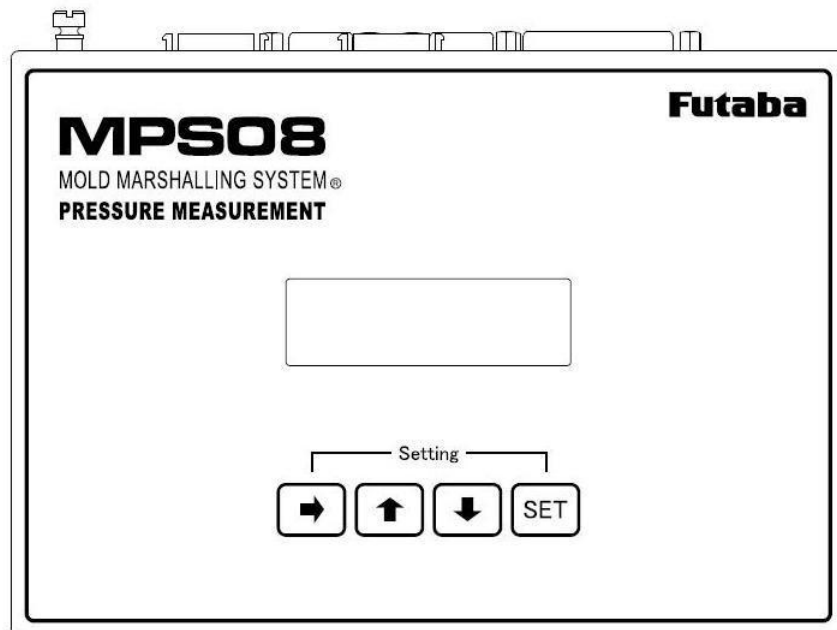 Futaba
MPS08
MOLD MARSHALLING SYSTEM®
PRESSURE MEASUREMENT
Setting
SET